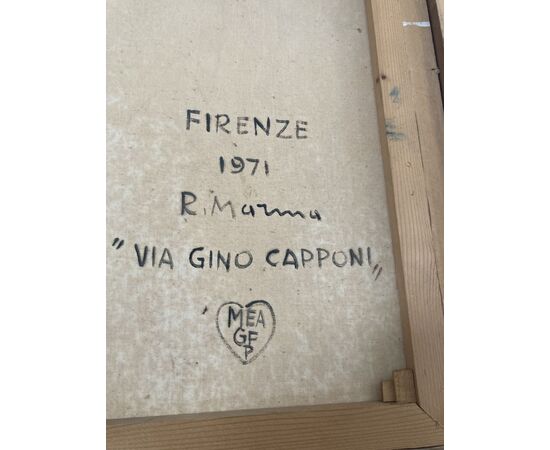 FIRENZE
1971
R. Marma
"VIA GINO CAPPONI"
MEA
GF
P